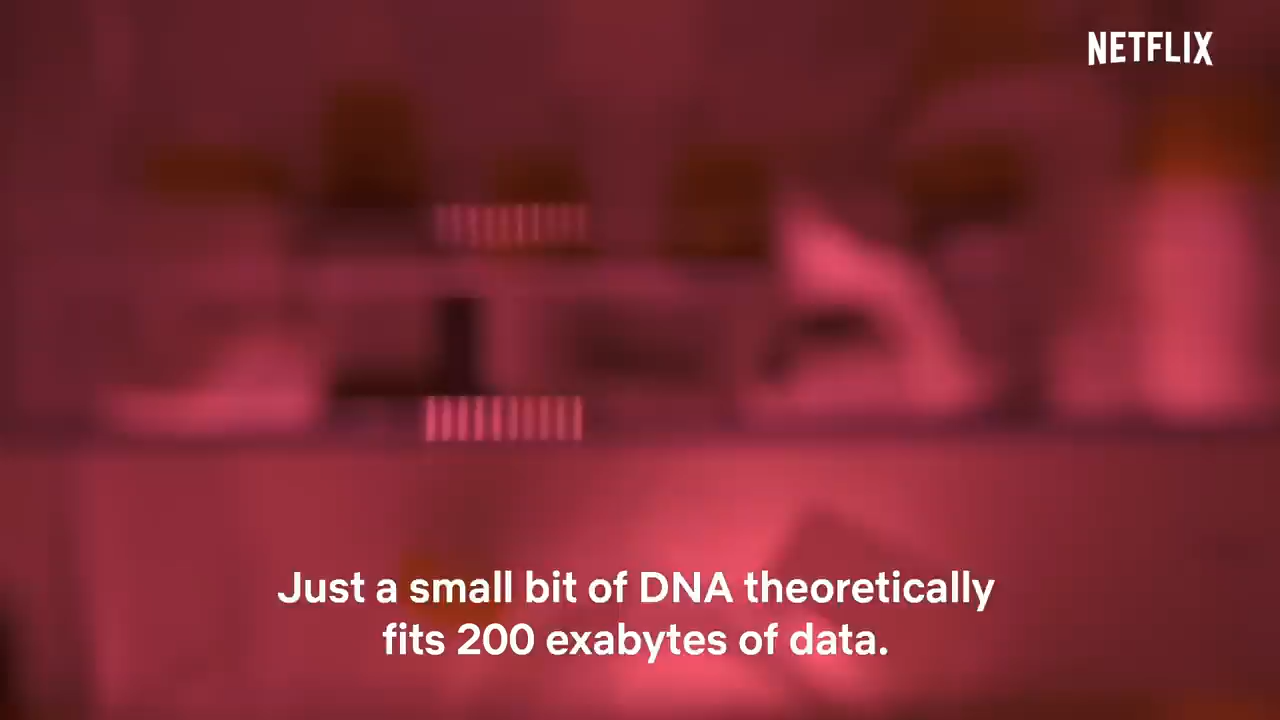 NETFLIX
Just a small bit of DNA theoretically
fits 200 exabytes of data.